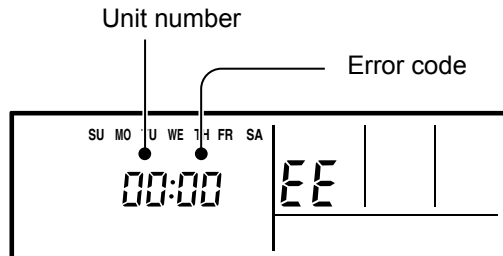 Unit number
Error code
SU MO TU WE TH FR SA
00:00
EE